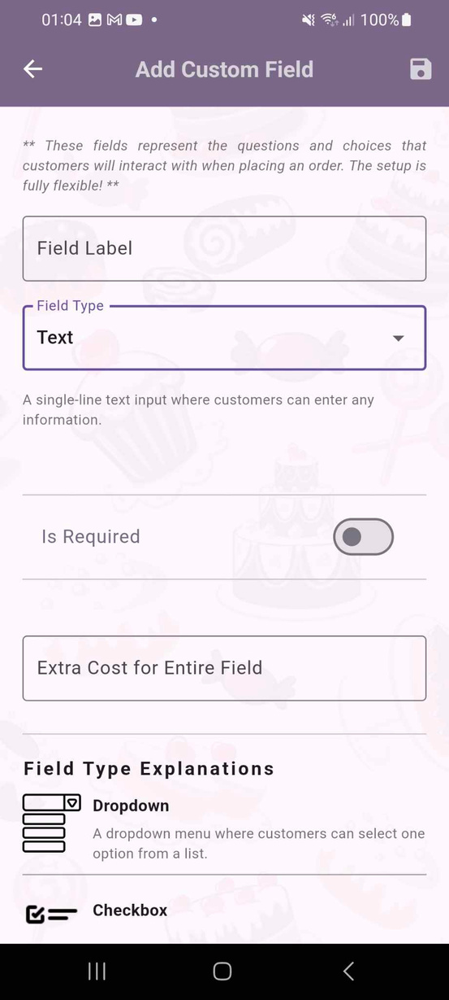 01:04 100%
Add Custom Field
** These fields represent the questions and choices that
customers will interact with when placing an order. The setup is
fully flexible! **
Field Label
Field Type
Text
A single-line text input where customers can enter any
information.
Is Required
Extra Cost for Entire Field
Field Type Explanations
Dropdown
A dropdown menu where customers can select one
option from a list.
Checkbox